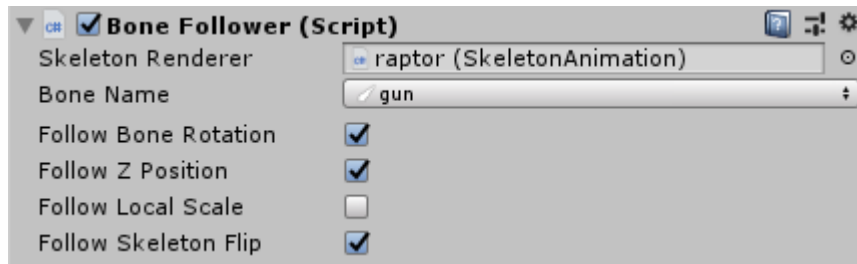 Bone Follower (Script)
Skeleton Renderer raptor (SkeletonAnimation)
Bone Name gun
Follow Bone Rotation
Follow Z Position
Follow Local Scale
Follow Skeleton Flip